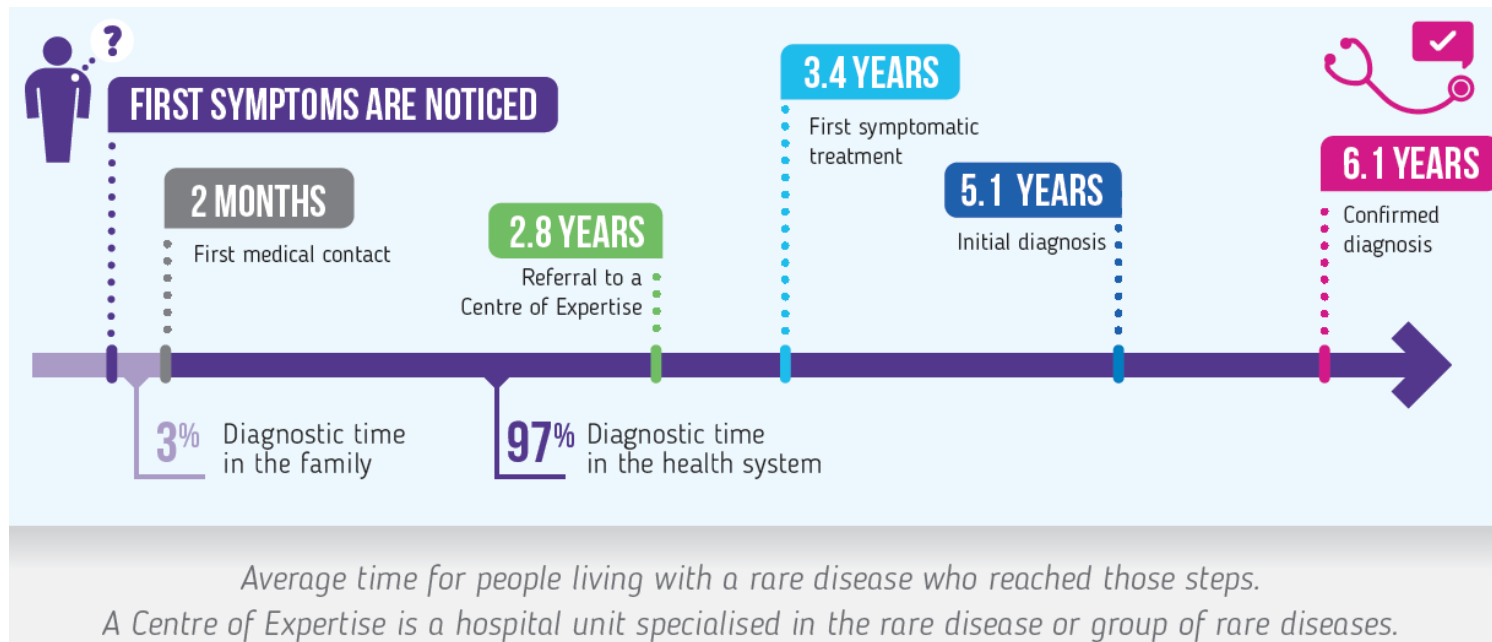 ?
FIRST SYMPTOMS ARE NOTICED
2 MONTHS
First medical contact
2.8 YEARS
Referral to a
Centre of Expertise
3.4 YEARS
First symptomatic
treatment
5.1 YEARS
Initial diagnosis
6.1 YEARS
Confirmed
diagnosis
3%
Diagnostic time
in the family
97%
Diagnostic time
in the health system
Average time for people living with a rare disease who reached those steps.
A Centre of Expertise is a hospital unit specialised in the rare disease or group of rare diseases.